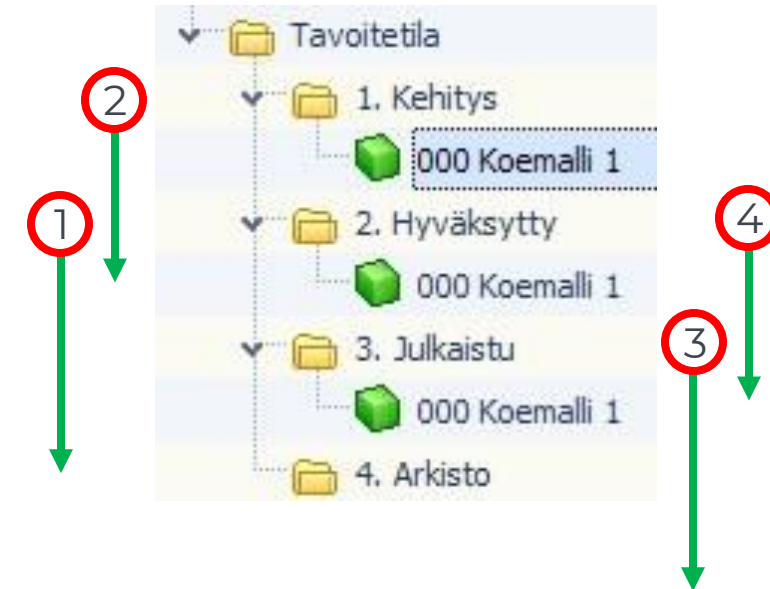 Tavoitetila
2
1. Kehitys
000 Koemalli 1
1
2. Hyväksytty
4
000 Koemalli 1
3. Julkaistu
3
000 Koemalli 1
4. Arkisto